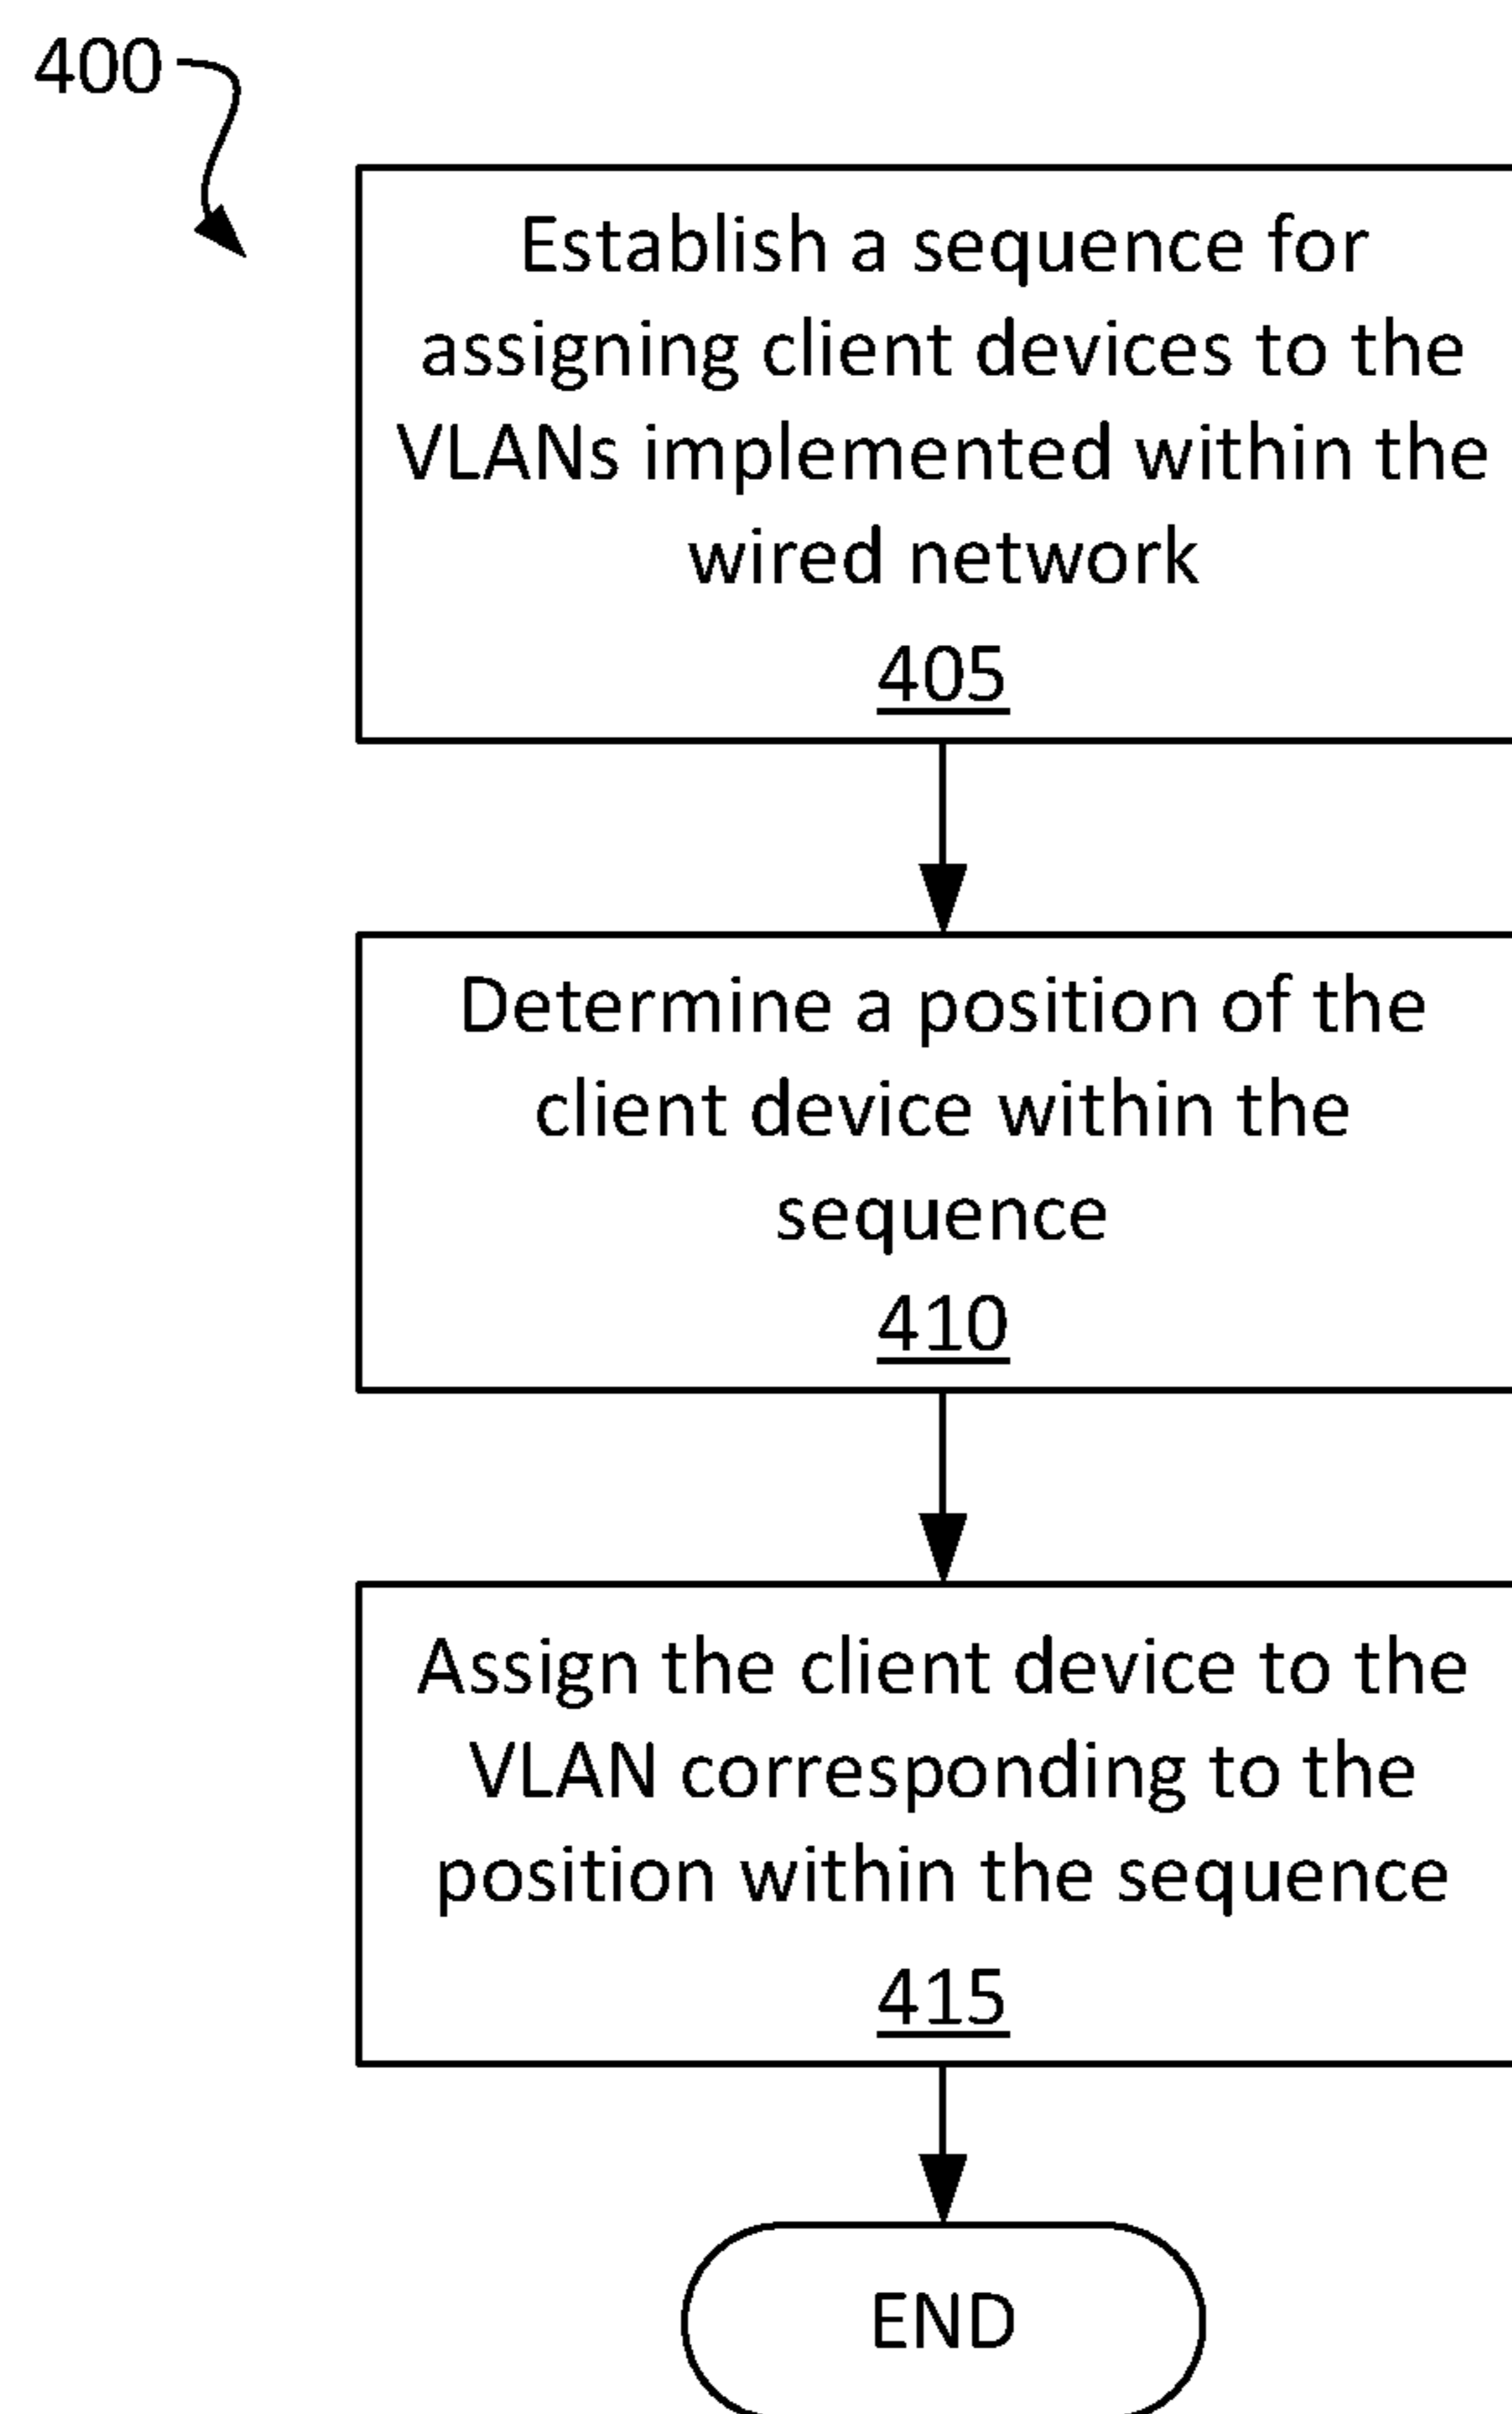 400
Establish a sequence for
assigning client devices to the
VLANs implemented within the
wired network
405
Determine a position of the
client device within the
sequence
410
Assign the client device to the
VLAN corresponding to the
position within the sequence
415
END